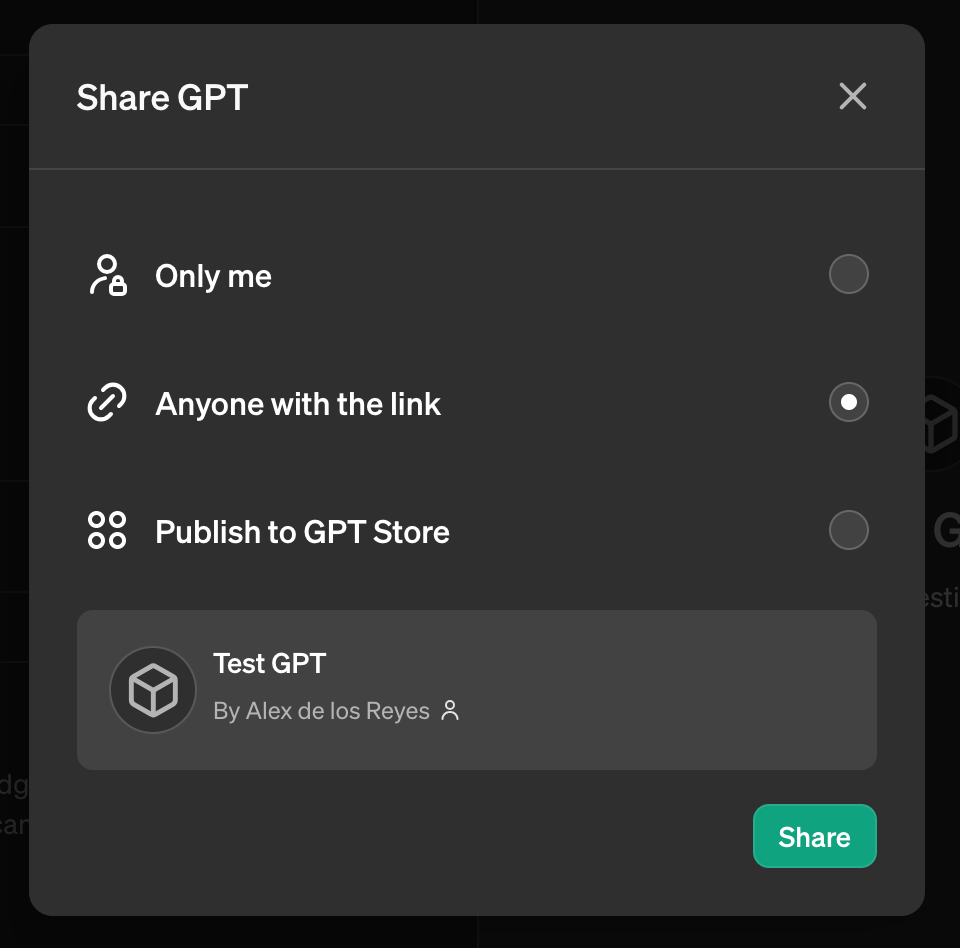 Share GPT
Only me
Anyone with the link
Publish to GPT Store
Test GPT
By Alex de los Reyes
Share